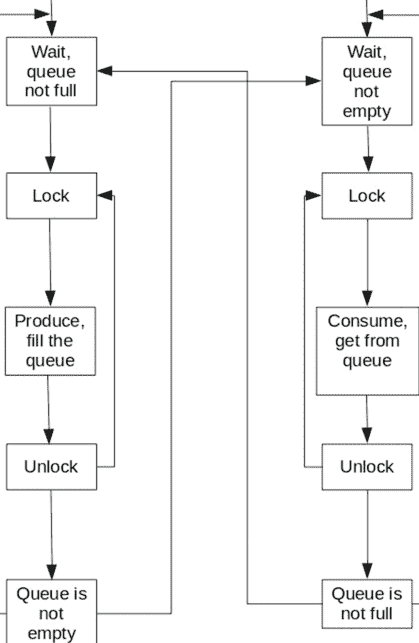 Wait,
queue
not full
Lock
Produce,
fill the
queue
Unlock
Queue is
not
empty
Wait,
queue
not
empty
Lock
Consume,
get from
queue
Unlock
Queue is
not full